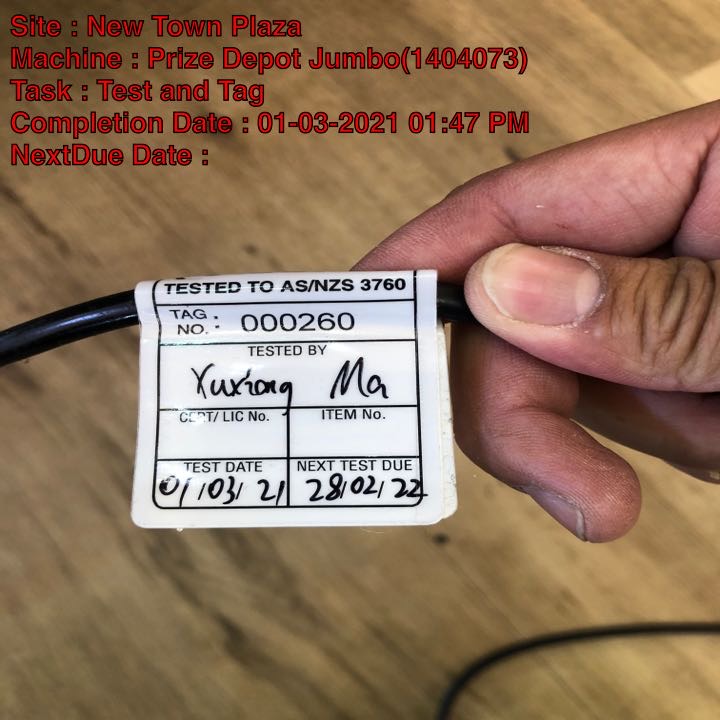 Site : New Town Plaza
Machine : Prize Depot Jumbo(1404073)
Task : Test and Tag
Completion Date : 01-03-2021 01:47 PM
NextDue Date :
TESTED TO AS/NZS 3760
TAG NO. : 000260
TESTED BY
Yuxiong Ma
CERT/ LIC No. ITEM No.
TEST DATE NEXT TEST DUE
01/03/21 28/02/22